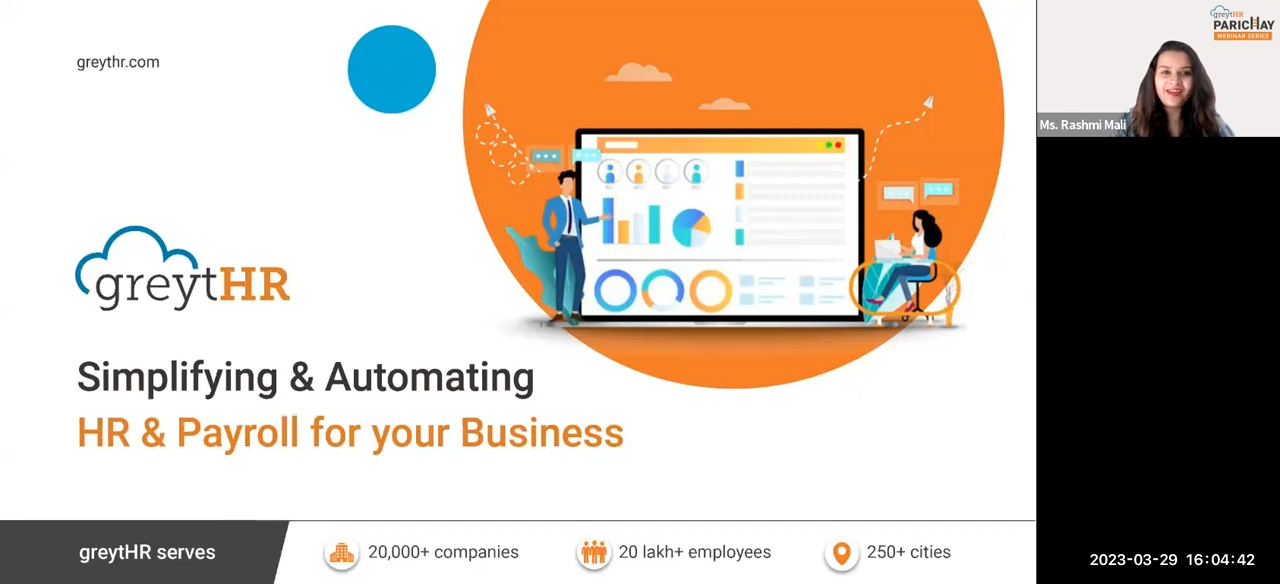 greythr.com
greytHR
Simplifying & Automating
HR & Payroll for your Business
greytHR serves
20,000+ companies
20 lakh+ employees
250+ cities
greytHR
PARICHAY
WEBINAR SERIES
Ms. Rashmi Mali
2023-03-29 16:04:42